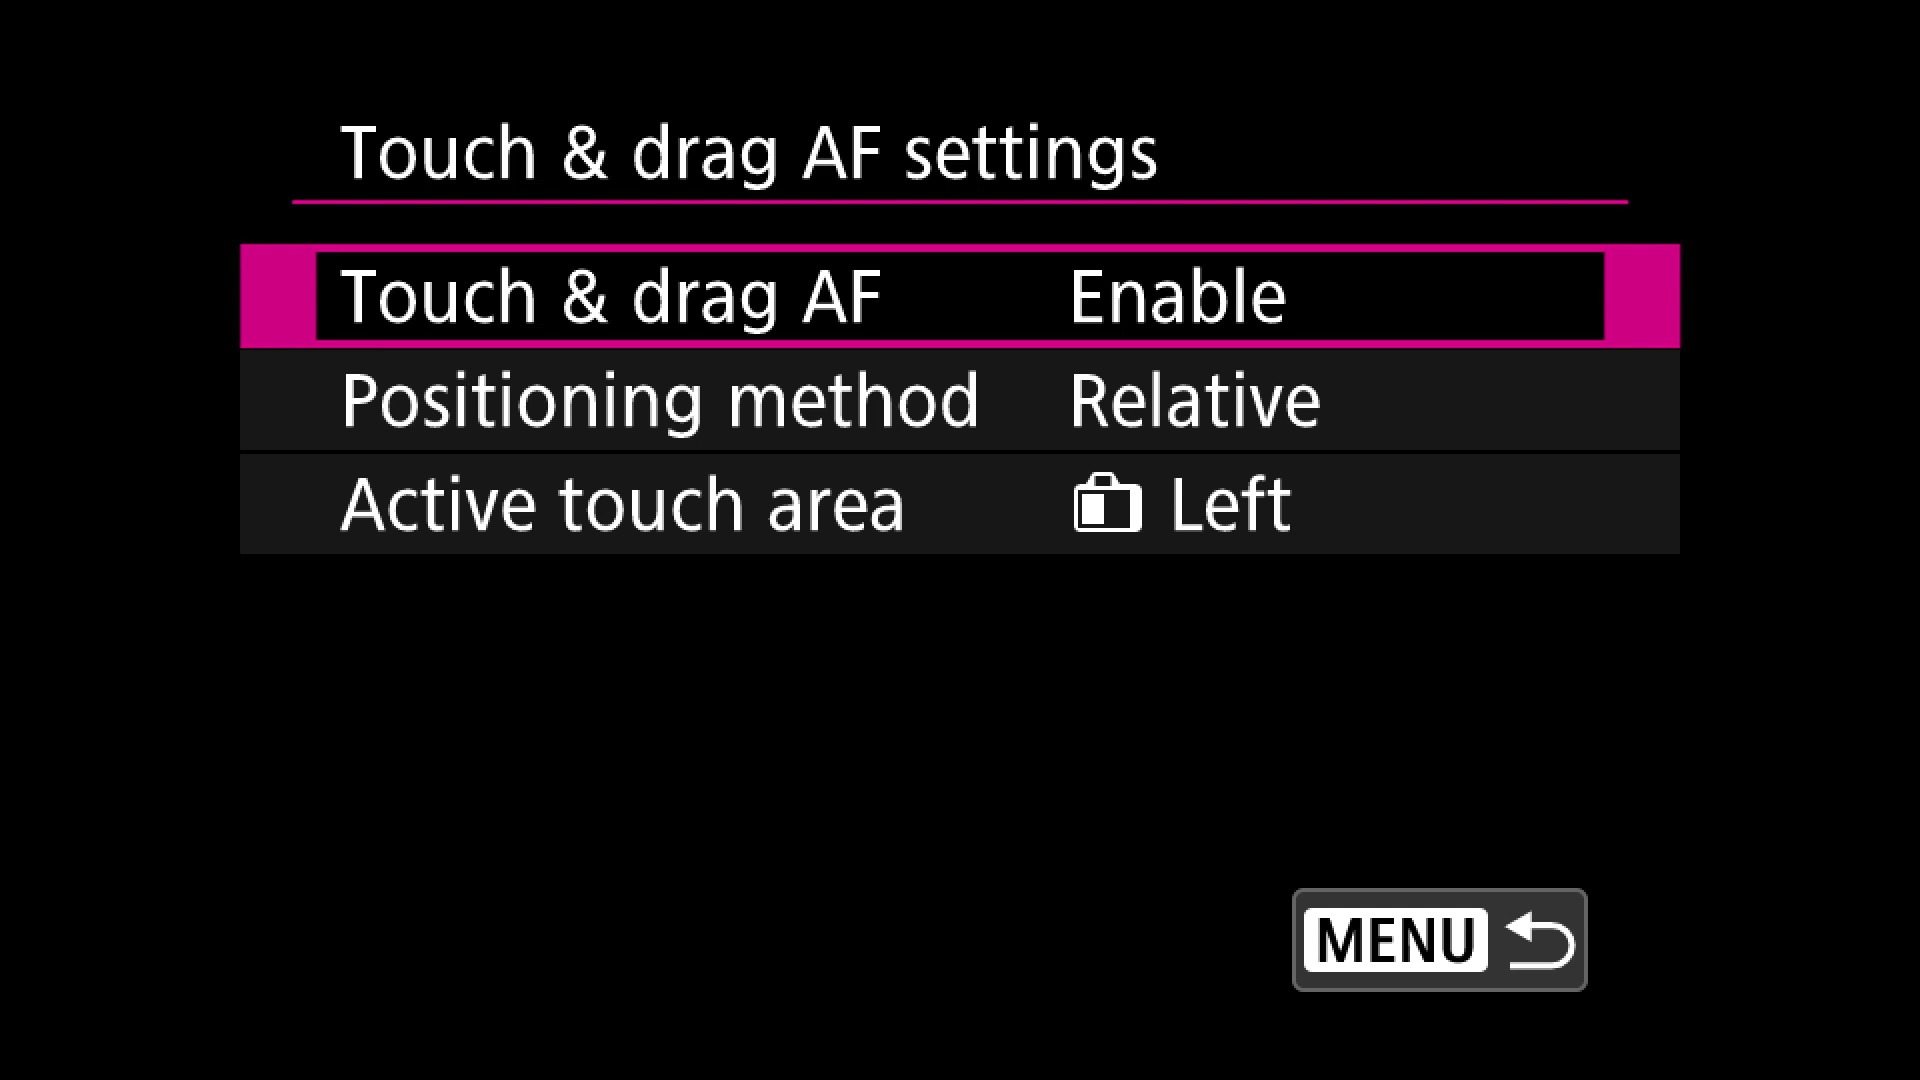 Touch & drag AF settings
Touch & drag AF Enable
Positioning method Relative
Active touch area Left
MENU